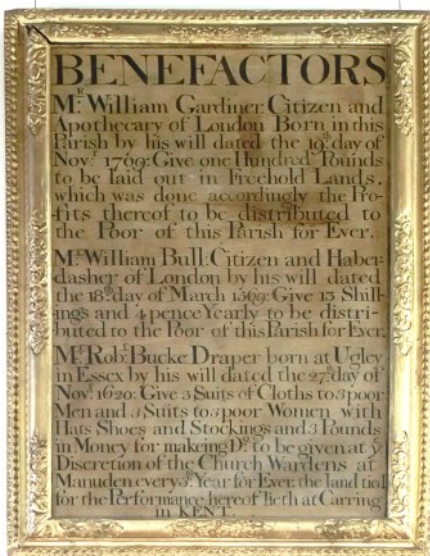 BENEFACTORS
Mr. William Gardiner: Citizen and
Apothecary of London Born in this
Parish by his will dated the 19th. day of
Nov.r 1769: Give one Hundred Pounds
to be laid out in Freehold Lands,
which was done accordingly the Pro-
-fits thereof to be distributed to
the Poor of this Parish for Ever.
Mr. William Bull: Citizen and Haber-
dasher of London by his will dated
the 18th. day of March 1569: Give 13 Shill-
-ings and 4 pence Yearly to be distri-
-buted to the Poor of this Parish for Ever.
Mr. Robt. Bucke Draper born at Ugley
in Essex by his will dated the 27th. day of
Novr. 1620: Give 3 Suits of Cloths to 3 poor
Men and 3 Suits to 3 poor Women with
Hats Shoes and Stockings and 3 Pounds
in Money for makeing Do. to be given at ye
Discretion of the Church Wardens at
Manuden every 3d. Year for Ever: the land tied
for the Performance hereof lieth at Carring
in KENT.